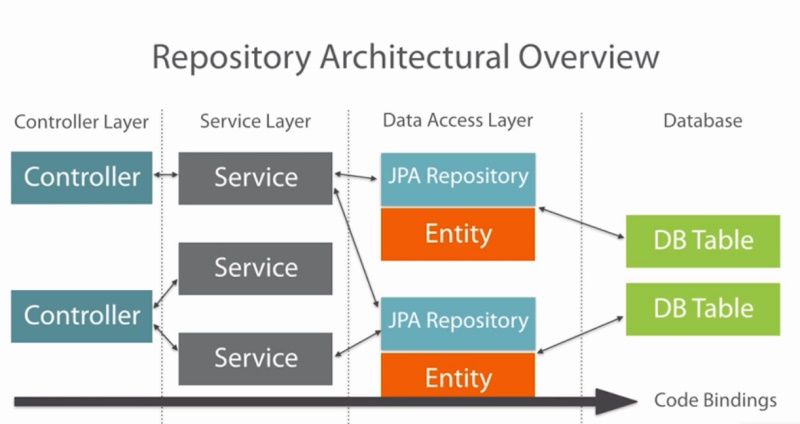 Repository Architectural Overview
Controller Layer
Service Layer
Data Access Layer
Database
Controller
Service
JPA Repository
Entity
DB Table
Service
Controller
DB Table
JPA Repository
Service
Entity
Code Bindings